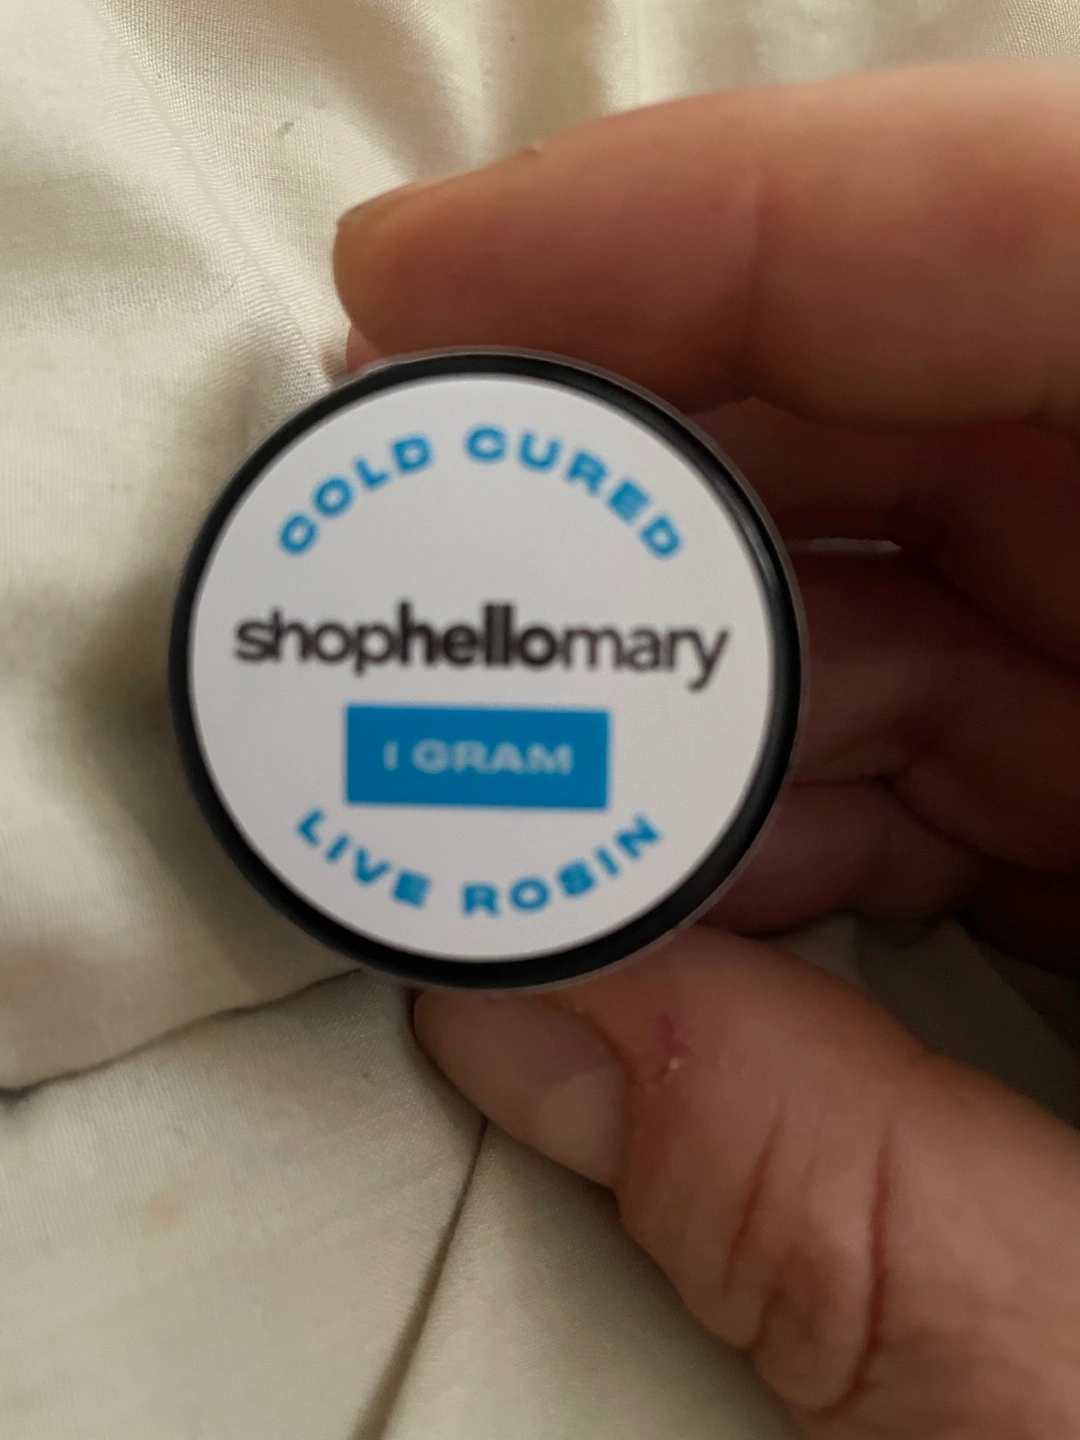 COLD CURED
shophellomary
1 GRAM
LIVE ROSIN